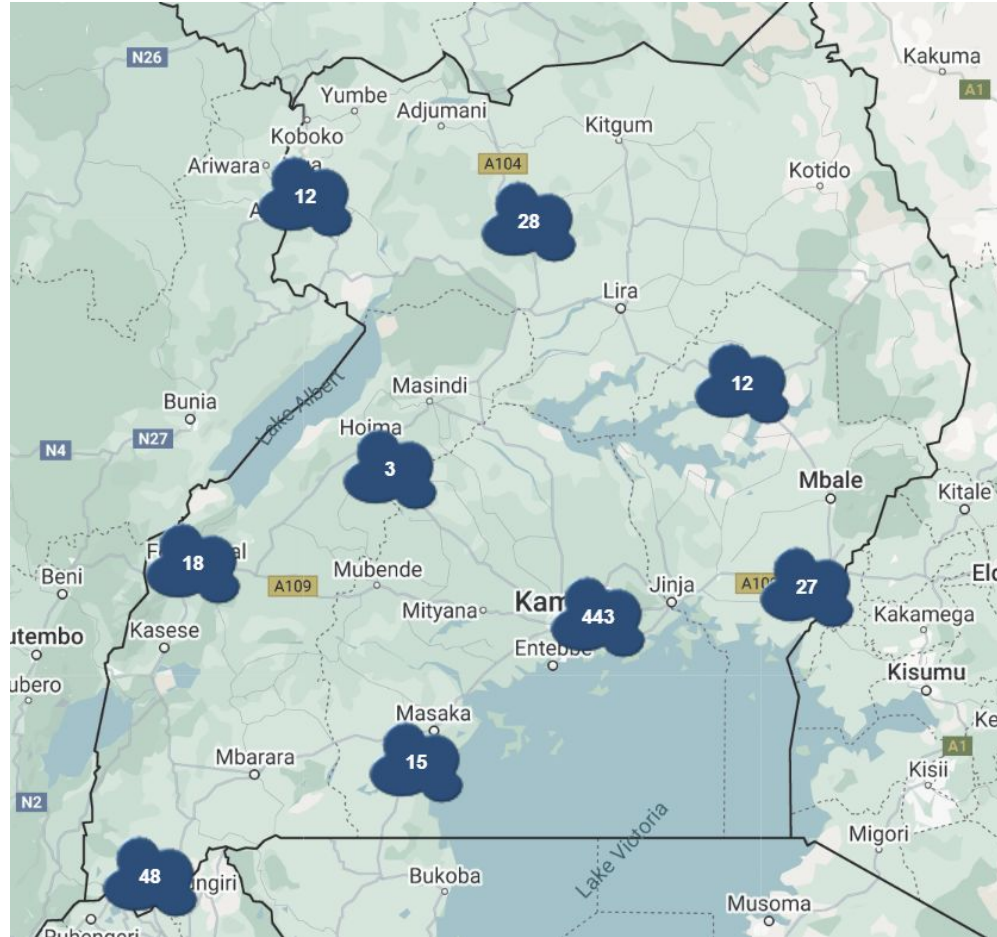 N26
Kakuma
A1
Yumbe
Adjumani
Koboko
Kitgum
Ariwara
A104
Kotido
12
28
Lira
Lake Albert
Bunia
Masindi
12
N4
N27
Hoima
3
Mbale
Kitale
18
Beni
A109
Mubende
Mityana
Kam
443
Jinja
27
Kakamega
Kasese
Entebbe
Kisumu
Masaka
Mbarara
15
A1
Kisii
N2
Lake Victoria
Migori
48
Bukoba
Musoma